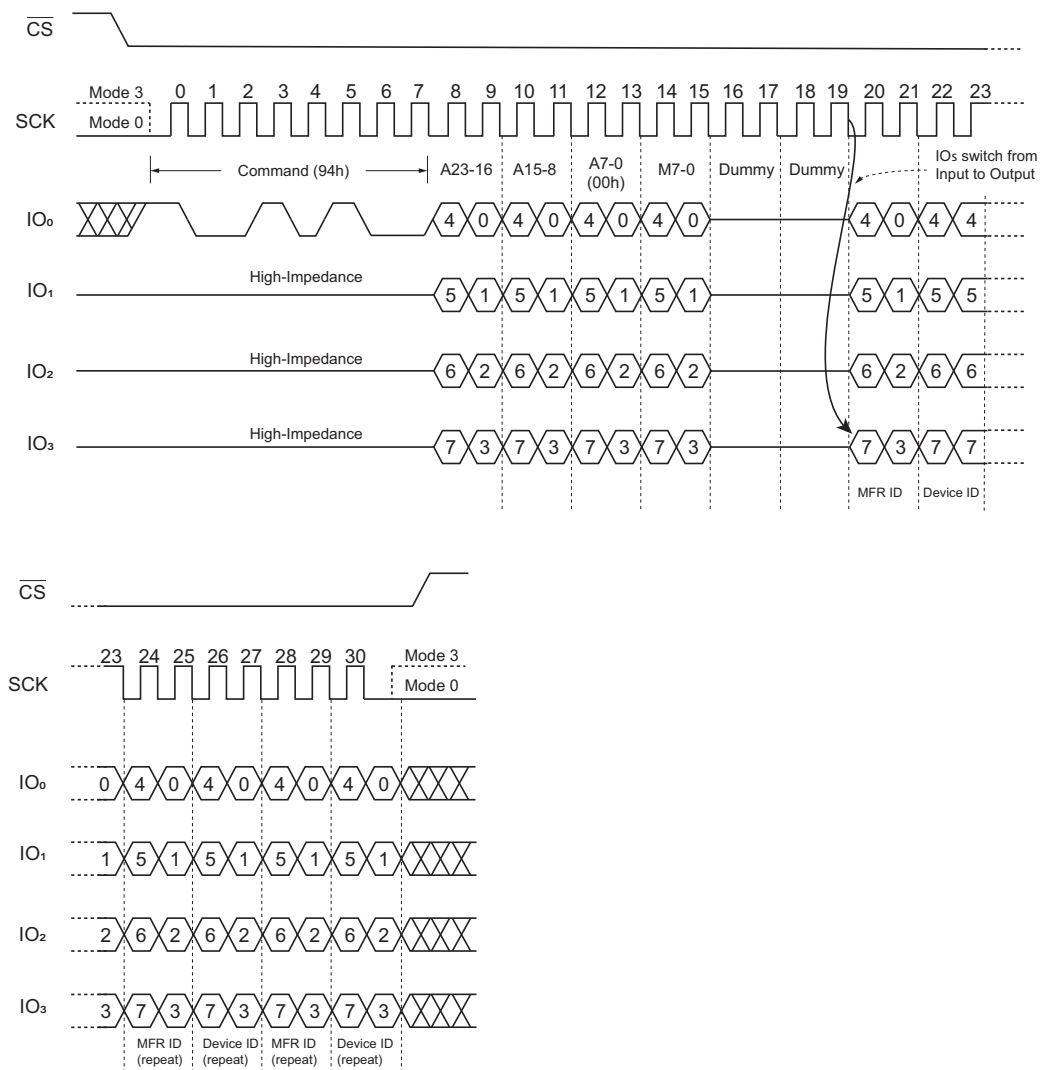 CS
Mode 3 0 1 2 3 4 5 6 7 8 9 10 11 12 13 14 15 16 17 18 19 20 21 22 23
SCK Mode 0
Command (94h) A23-16 A15-8 A7-0 (00h) M7-0 Dummy Dummy
IOs switch from
Input to Output
IO₀ 4 0 4 0 4 0 4 0 4 0 4 4
High-Impedance
IO₁ 5 1 5 1 5 1 5 1 5 1 5 5
High-Impedance
IO₂ 6 2 6 2 6 2 6 2 6 2 6 6
High-Impedance
IO₃ 7 3 7 3 7 3 7 3 7 3 7 7
MFR ID Device ID
CS
23 24 25 26 27 28 29 30 Mode 3
SCK Mode 0
IO₀ 0 4 0 4 0 4 0 4 0
IO₁ 1 5 1 5 1 5 1 5 1
IO₂ 2 6 2 6 2 6 2 6 2
IO₃ 3 7 3 7 3 7 3 7 3
MFR ID Device ID MFR ID Device ID
(repeat) (repeat) (repeat) (repeat)